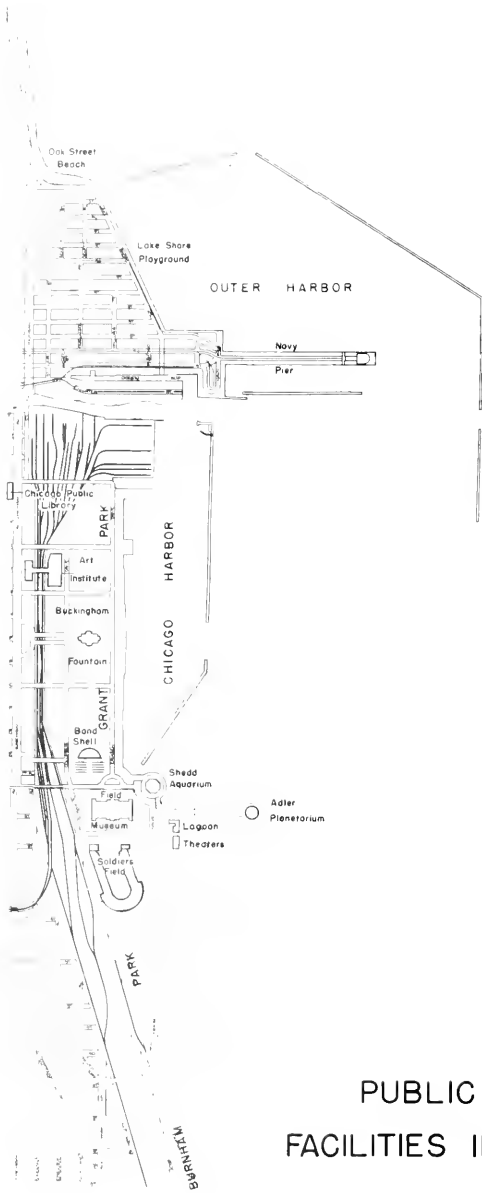 Oak Street
Beach
Lake Shore
Playground
OUTER HARBOR
Navy
Pier
Chicago Public
Library
PARK
Art
Institute
CHICAGO HARBOR
Buckingham
Fountain
GRANT
Band
Shell
Shedd
Aquarium
Field
Museum
Adler
Planetarium
Lagoon
Theaters
Soldiers
Field
PARK
BURNHAM
PUBLIC
FACILITIES